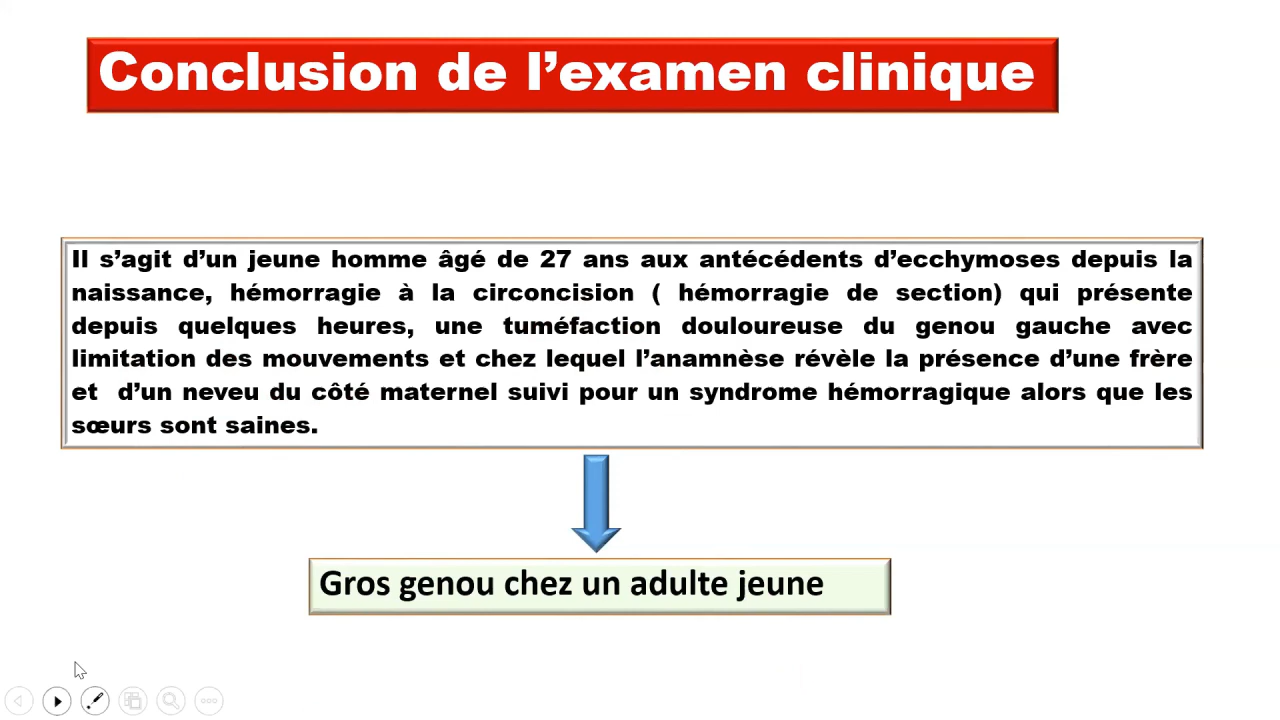 Conclusion de l’examen clinique
Il s’agit d’un jeune homme âgé de 27 ans aux antécédents d’ecchymoses depuis la
naissance, hémorragie à la circoncision ( hémorragie de section) qui présente
depuis quelques heures, une tuméfaction douloureuse du genou gauche avec
limitation des mouvements et chez lequel l’anamnèse révèle la présence d’une frère
et d’un neveu du côté maternel suivi pour un syndrome hémorragique alors que les
sœurs sont saines.
Gros genou chez un adulte jeune